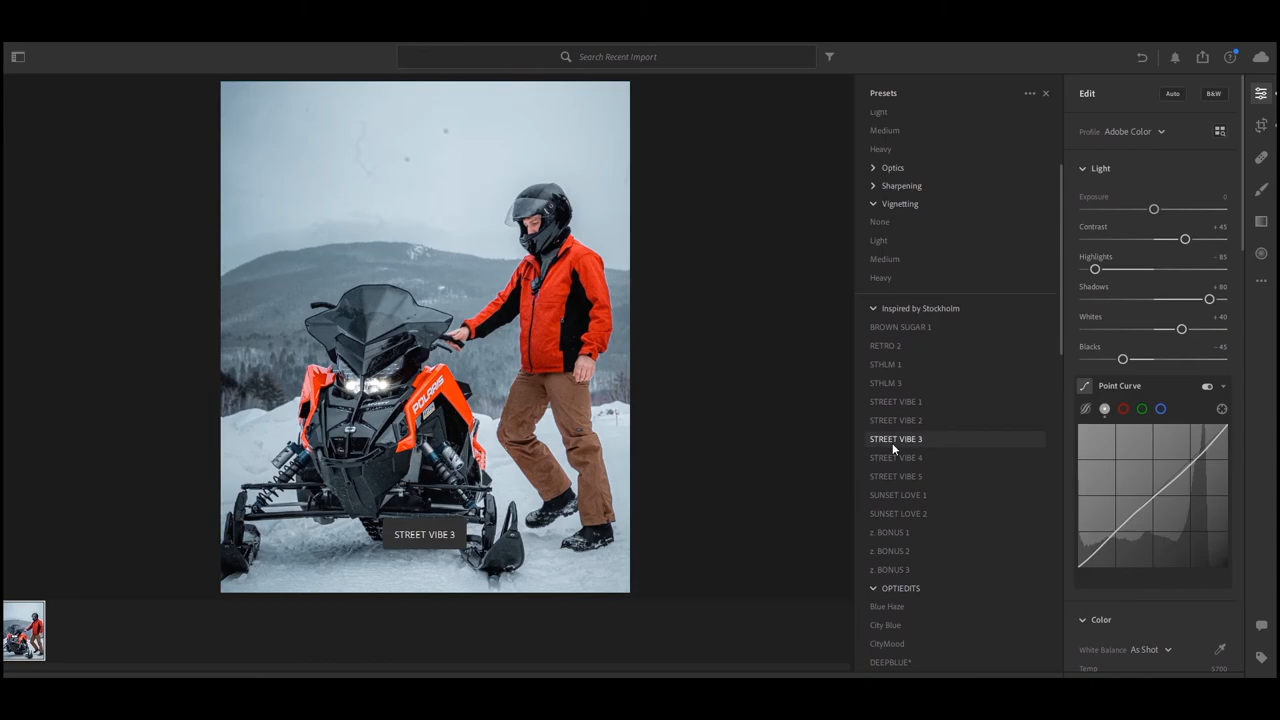 Search Recent Import
Presets
Light
Medium
Heavy
Optics
Sharpening
Vignetting
None
Light
Medium
Heavy
Inspired by Stockholm
BROWN SUGAR 1
RETRO 2
STHLM 1
STHLM 3
STREET VIBE 1
STREET VIBE 2
STREET VIBE 3
STREET VIBE 4
STREET VIBE 5
SUNSET LOVE 1
SUNSET LOVE 2
z. BONUS 1
z. BONUS 2
z. BONUS 3
OPTIEDITS
Blue Haze
City Blue
CityMood
DEEPBLUE*
Edit
Auto
B&W
Profile Adobe Color
Light
Exposure 0
Contrast + 45
Highlights - 85
Shadows + 80
Whites + 40
Blacks - 45
Point Curve
Color
White Balance As Shot
Temp 5700
POLARIS
STREET VIBE 3